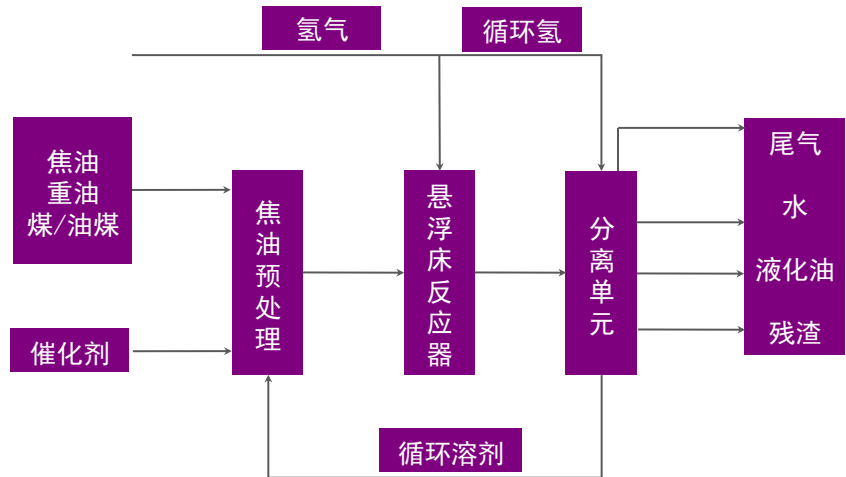 氢气
循环氢
焦油
重油
煤/油煤
催化剂
焦油预处理
悬浮床反应器
分离单元
尾气
水
液化油
残渣
循环溶剂